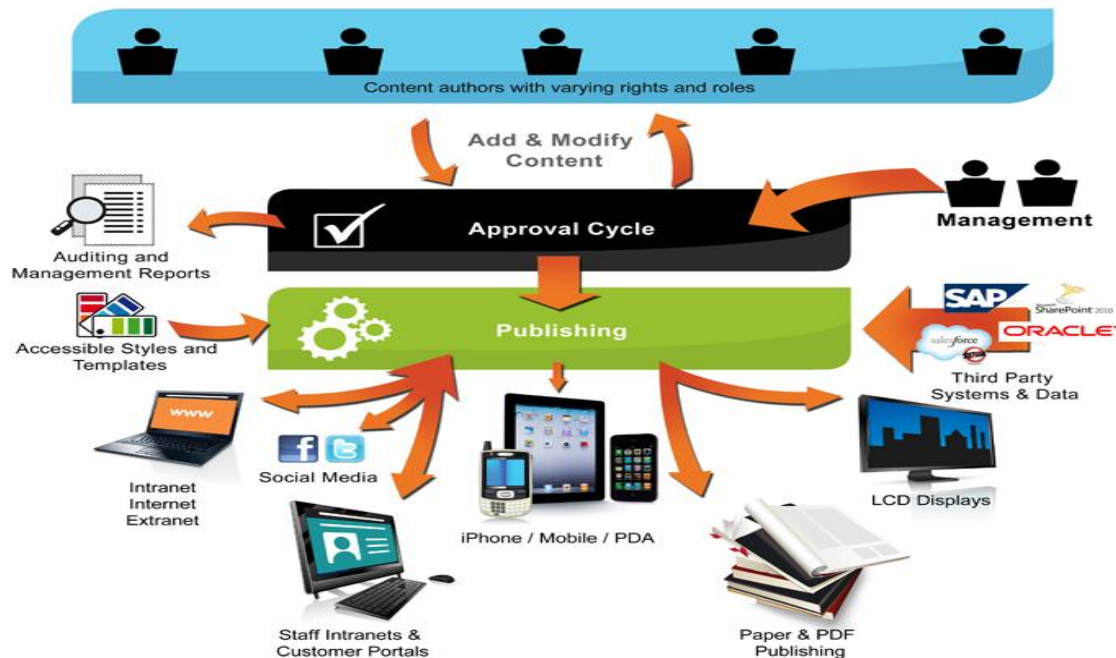 Content authors with varying rights and roles
Add & Modify
Content
Approval Cycle
Management
Auditing and
Management Reports
Publishing
SAP
SharePoint 2010
salesforce
ORACLE
Accessible Styles and
Templates
Third Party
Systems & Data
www
f
t
Social Media
Intranet
Internet
Extranet
iPhone / Mobile / PDA
LCD Displays
Staff Intranets &
Customer Portals
Paper & PDF
Publishing